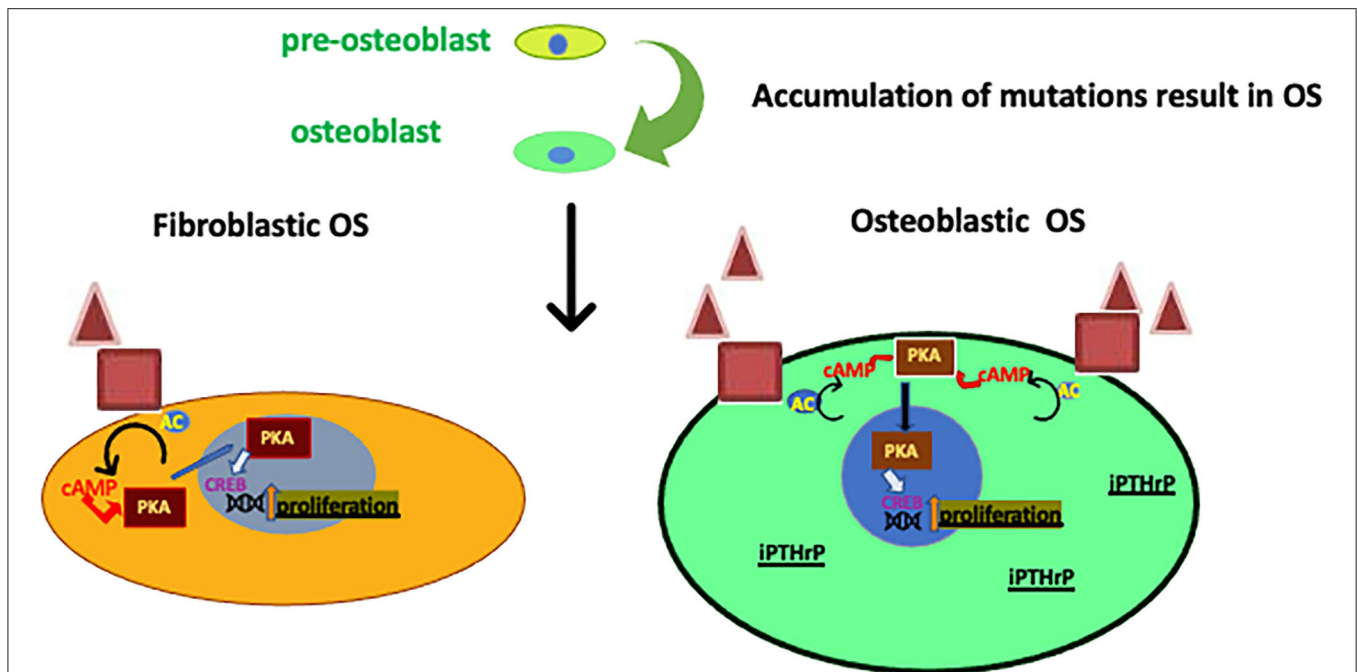 pre-osteoblast
Accumulation of mutations result in OS
osteoblast
Fibroblastic OS
Osteoblastic OS
AC
PKA
cAMP
PKA
CREB
proliferation
PKA
cAMP
cAMP
AC
AC
PKA
CREB
proliferation
iPTHrP
iPTHrP
iPTHrP